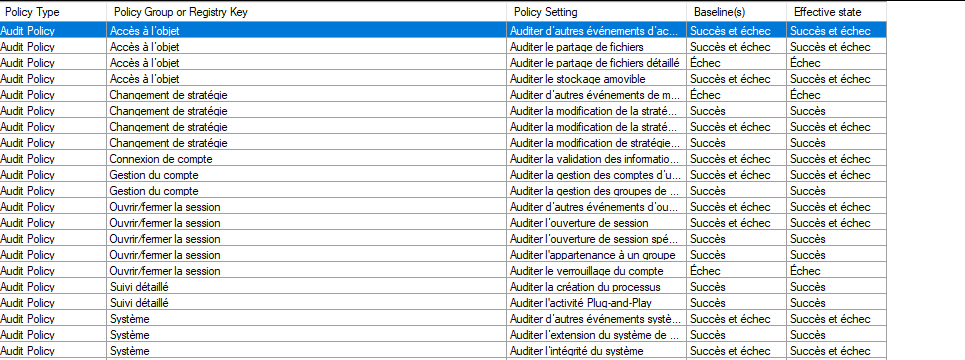 Policy Type Policy Group or Registry Key Policy Setting Baseline(s) Effective state
Audit Policy Accès à l'objet Auditer d'autres événements d'ac... Succès et échec Succès et échec
Audit Policy Accès à l'objet Auditer le partage de fichiers Succès et échec Succès et échec
Audit Policy Accès à l'objet Auditer le partage de fichiers détaillé Échec Échec
Audit Policy Accès à l'objet Auditer le stockage amovible Succès et échec Succès et échec
Audit Policy Changement de stratégie Auditer d'autres événements de m... Échec Échec
Audit Policy Changement de stratégie Auditer la modification de la straté... Succès Succès
Audit Policy Changement de stratégie Auditer la modification de la straté... Succès et échec Succès et échec
Audit Policy Changement de stratégie Auditer la modification de stratégie... Succès Succès
Audit Policy Connexion de compte Auditer la validation des informatio... Succès et échec Succès et échec
Audit Policy Gestion du compte Auditer la gestion des comptes d'u... Succès et échec Succès et échec
Audit Policy Gestion du compte Auditer la gestion des groupes de ... Succès Succès
Audit Policy Ouvrir/fermer la session Auditer d'autres événements d'ou... Succès et échec Succès et échec
Audit Policy Ouvrir/fermer la session Auditer l'ouverture de session Succès et échec Succès et échec
Audit Policy Ouvrir/fermer la session Auditer l'ouverture de session spé... Succès Succès
Audit Policy Ouvrir/fermer la session Auditer l'appartenance à un groupe Succès Succès
Audit Policy Ouvrir/fermer la session Auditer le verrouillage du compte Échec Échec
Audit Policy Suivi détaillé Auditer la création du processus Succès Succès
Audit Policy Suivi détaillé Auditer l'activité Plug-and-Play Succès Succès
Audit Policy Système Auditer d'autres événements systè... Succès et échec Succès et échec
Audit Policy Système Auditer l'extension du système de ... Succès Succès
Audit Policy Système Auditer l'intégrité du système Succès et échec Succès et échec